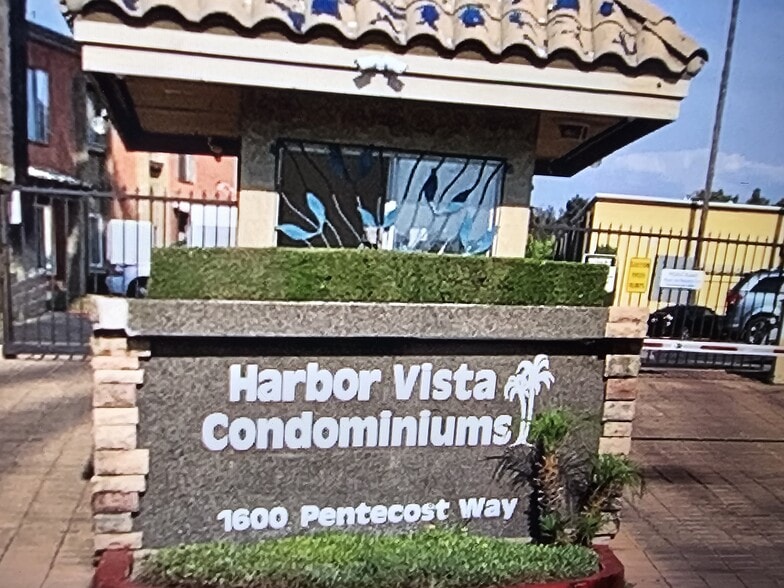 Harbor Vista
Condominiums
1600 Pentecost Way